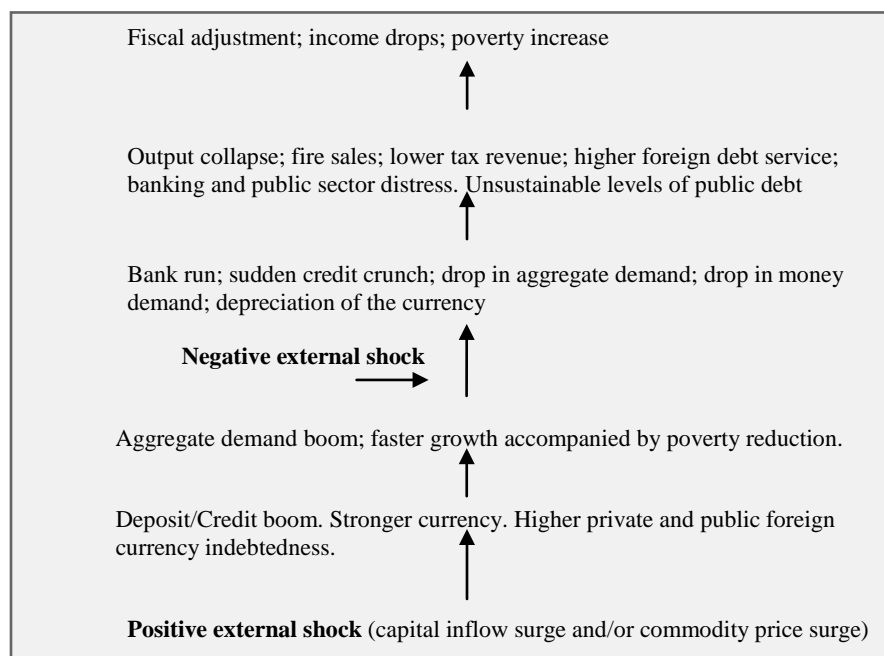 Fiscal adjustment; income drops; poverty increase
Output collapse; fire sales; lower tax revenue; higher foreign debt service;
banking and public sector distress. Unsustainable levels of public debt
Bank run; sudden credit crunch; drop in aggregate demand; drop in money
demand; depreciation of the currency
Negative external shock
Aggregate demand boom; faster growth accompanied by poverty reduction.
Deposit/Credit boom. Stronger currency. Higher private and public foreign
currency indebtedness.
Positive external shock (capital inflow surge and/or commodity price surge)